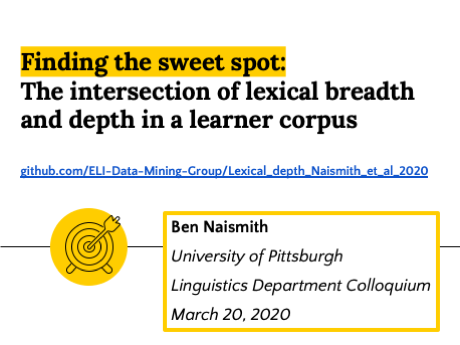 Finding the sweet spot:
The intersection of lexical breadth
and depth in a learner corpus
github.com/ELI-Data-Mining-Group/Lexical_depth_Naismith_et_al_2020
Ben Naismith
University of Pittsburgh
Linguistics Department Colloquium
March 20, 2020